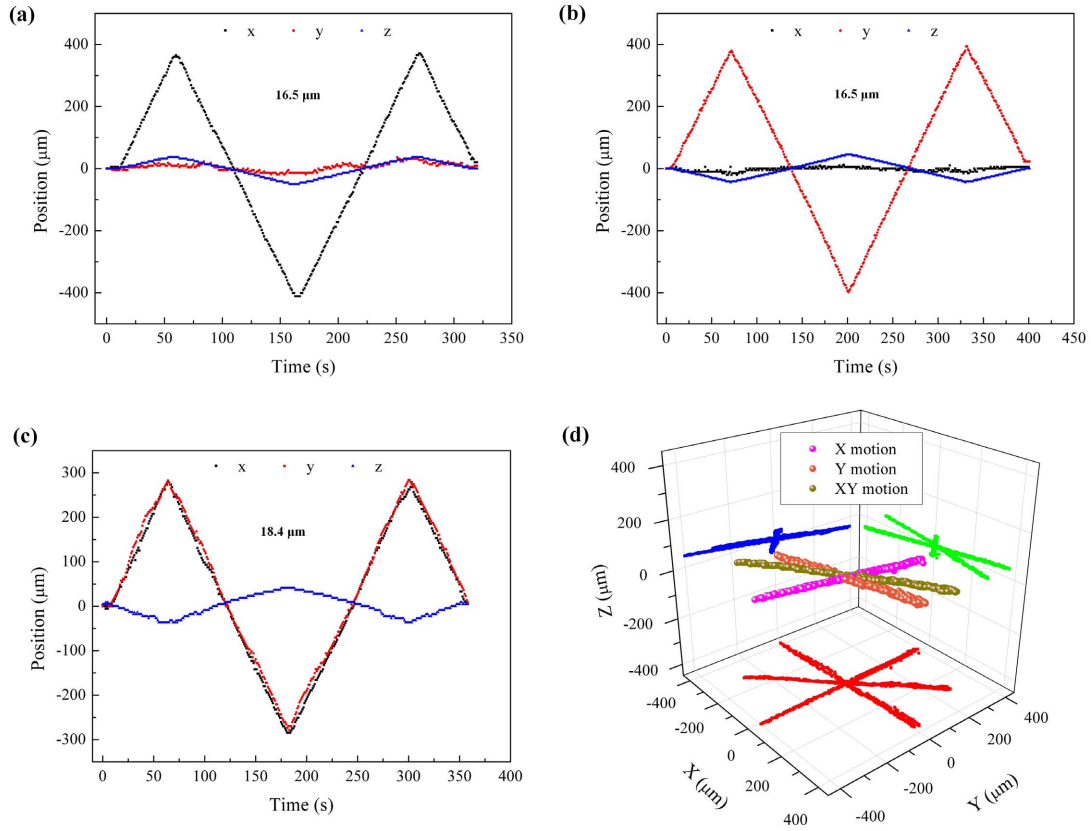 (a)
x y z
16.5 μm
400
200
0
-200
-400
Position (μm)
0 50 100 150 200 250 300 350
Time (s)
(b)
x y z
16.5 μm
400
200
0
-200
-400
Position (μm)
0 50 100 150 200 250 300 350 400 450
Time (s)
(c)
x y z
18.4 μm
300
200
100
0
-100
-200
-300
Position (μm)
0 50 100 150 200 250 300 350 400
Time (s)
(d)
X motion
Y motion
XY motion
400
200
0
-200
-400
Z (μm)
-400
-200
0
200
400
X (μm)
-400
-200
0
200
400
Y (μm)